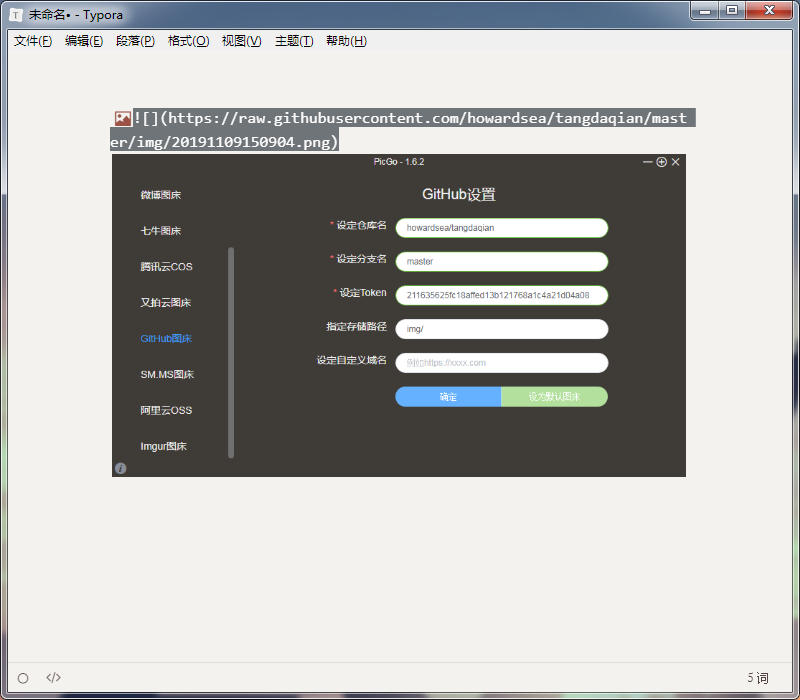 未命名• - Typora
文件(F) 编辑(E) 段落(P) 格式(O) 视图(V) 主题(T) 帮助(H)
![](https://raw.githubusercontent.com/howardsea/tangdaqian/mast
er/img/20191109150904.png)
PicGo - 1.6.2
微博图床
七牛图床
腾讯云COS
又拍云图床
GitHub图床
SM.MS图床
阿里云OSS
Imgur图床
GitHub设置
* 设定仓库名 howardsea/tangdaqian
* 设定分支名 master
* 设定Token 211635625fc18affed13b121768a1c4a21d04a08
指定存储路径 img/
设定自定义域名 例如https://xxxx.com
确定 设为默认图床
5 词